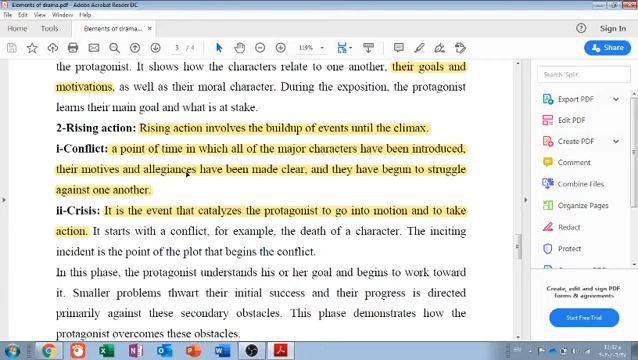 Elements of drama.pdf - Adobe Acrobat Reader DC
File Edit View Window Help
Home Tools Elements of drama.... × Sign In
3 / 4 119% Share
the protagonist. It shows how the characters relate to one another, their goals and
motivations, as well as their moral character. During the exposition, the protagonist
learns their main goal and what is at stake.
2-Rising action: Rising action involves the buildup of events until the climax.
i-Conflict: a point of time in which all of the major characters have been introduced,
their motives and allegiances have been made clear, and they have begun to struggle
against one another.
ii-Crisis: It is the event that catalyzes the protagonist to go into motion and to take
action. It starts with a conflict, for example, the death of a character. The inciting
incident is the point of the plot that begins the conflict.
In this phase, the protagonist understands his or her goal and begins to work toward
it. Smaller problems thwart their initial success and their progress is directed
primarily against these secondary obstacles. This phase demonstrates how the
protagonist overcomes these obstacles.
Search 'Split'
Export PDF
Edit PDF
Create PDF
Comment
Combine Files
Organize Pages
Redact
Protect
Create, edit and sign PDF
forms & agreements
Start Free Trial